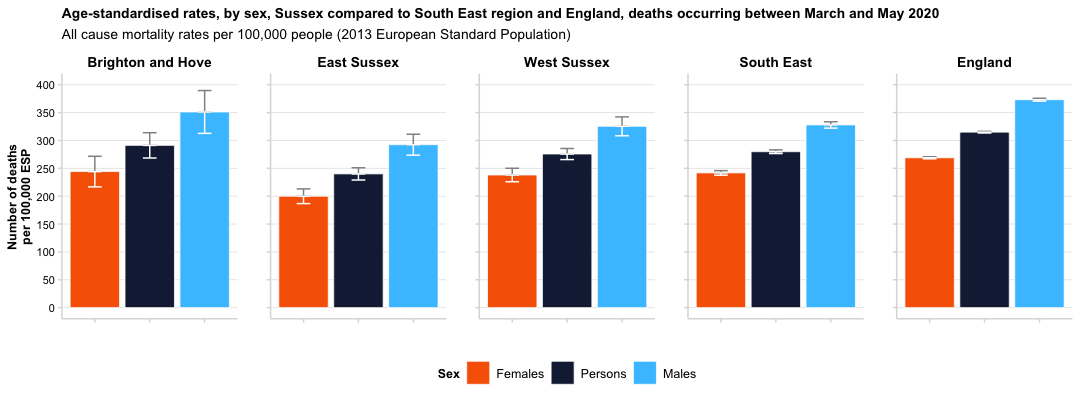 Age-standardised rates, by sex, Sussex compared to South East region and England, deaths occurring between March and May 2020
All cause mortality rates per 100,000 people (2013 European Standard Population)
Brighton and Hove
East Sussex
West Sussex
South East
England
Number of deaths
per 100,000 ESP
400
350
300
250
200
150
100
50
0
Sex Females Persons Males